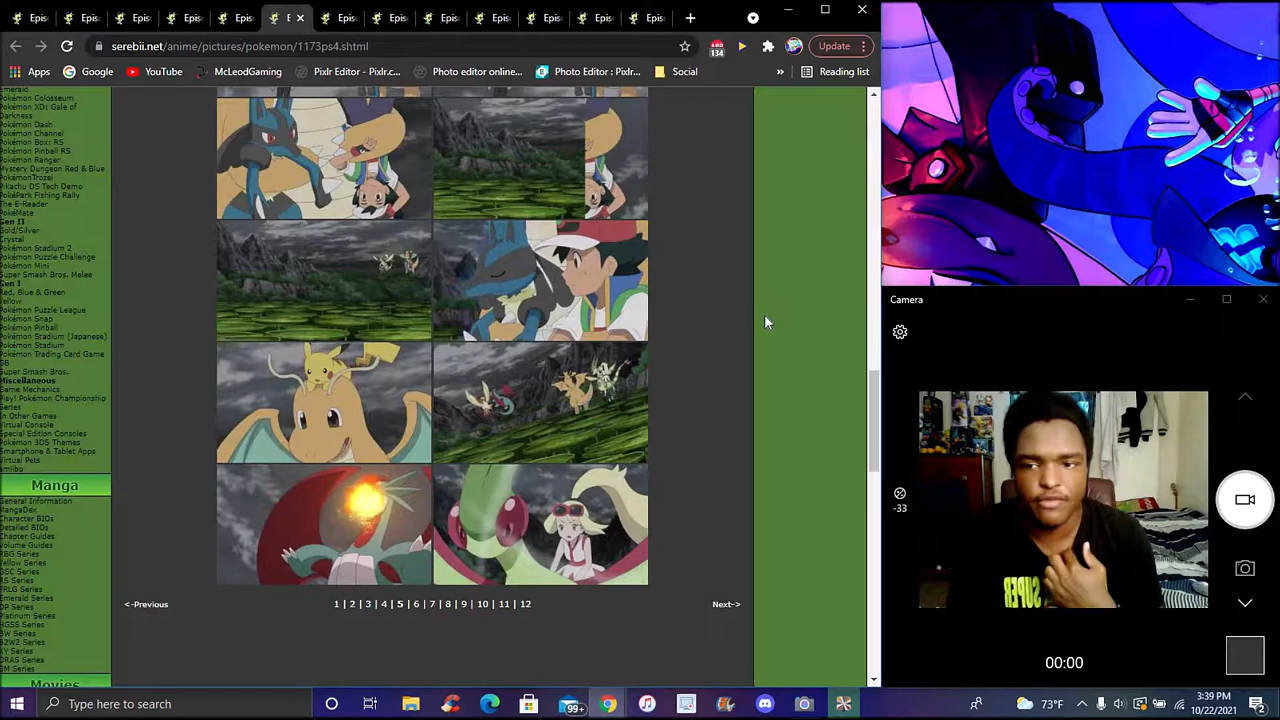 Epis Epis Epis Epis Epis E Epis Epis Epis Epis Epis Epis Epis
serebii.net/anime/pictures/pokemon/1173ps4.shtml
134
Update
Apps Google YouTube McLeodGaming Pixlr Editor - Pixlr.c... Photo editor online... Photo Editor : Pixlr... Social » Reading list
Emerald
Pokémon Colosseum
Pokémon XD: Gale of
Darkness
Pokémon Dash
Pokémon Channel
Pokémon Box: RS
Pokémon Pinball RS
Pokémon Ranger
Mystery Dungeon Red & Blue
PokémonTrozei
Pikachu DS Tech Demo
PokéPark Fishing Rally
The E-Reader
PokéMate
Gen II
Gold/Silver
Crystal
Pokémon Stadium 2
Pokémon Puzzle Challenge
Pokémon Mini
Super Smash Bros. Melee
Gen I
Red, Blue & Green
Yellow
Pokémon Puzzle League
Pokémon Snap
Pokémon Pinball
Pokémon Stadium (Japanese)
Pokémon Stadium
Pokémon Trading Card Game
GB
Super Smash Bros.
Miscellaneous
Game Mechanics
Play! Pokémon Championship
Series
In Other Games
Virtual Console
Special Edition Consoles
Pokémon 3DS Themes
Smartphone & Tablet Apps
Virtual Pets
amiibo
Manga
General Information
MangaDex
Character BIOs
Detailed BIOs
Chapter Guides
Volume Guides
RBG Series
Yellow Series
GSC Series
RS Series
FRLG Series
Emerald Series
DP Series
Platinum Series
HGSS Series
BW Series
B2W2 Series
XY Series
ORAS Series
SM Series
Movies
<-Previous
1 | 2 | 3 | 4 | 5 | 6 | 7 | 8 | 9 | 10 | 11 | 12
Next->
Camera
-33
SUPER
00:00
Type here to search
99+
73°F
3:39 PM
10/22/2021
2